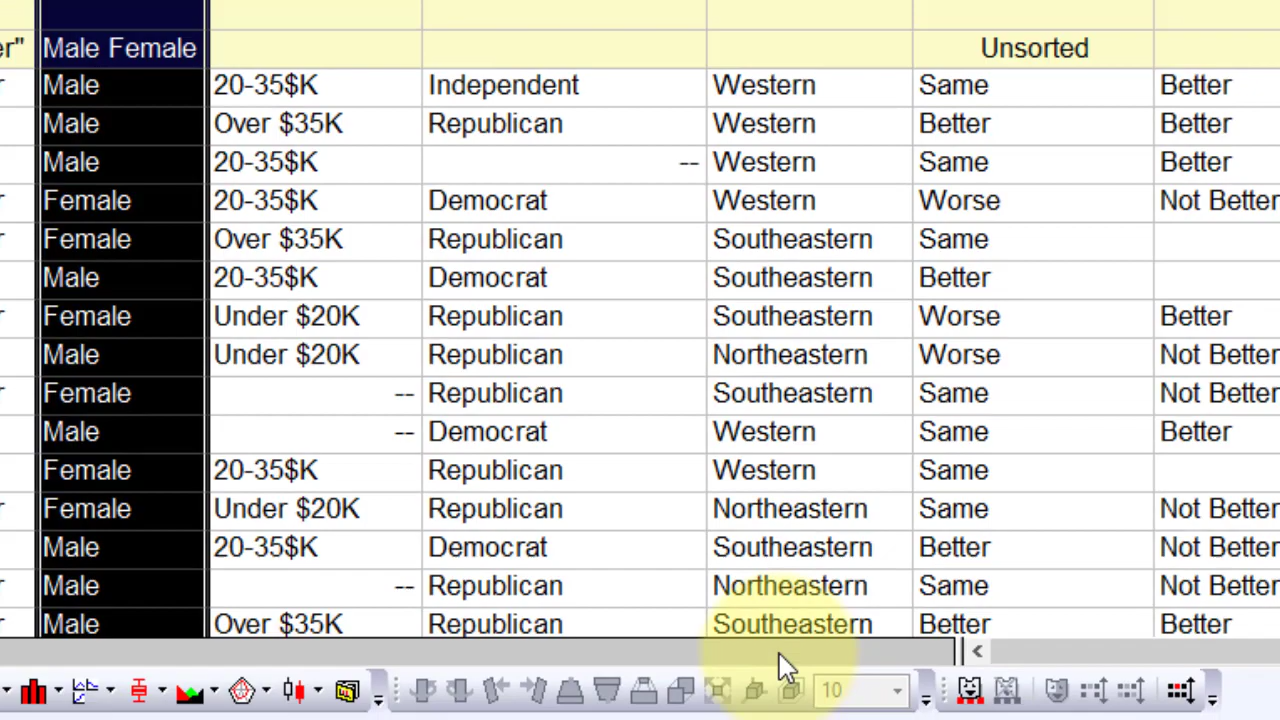 er" Male Female Unsorted
r Male 20-35$K Independent Western Same Better
Male Over $35K Republican Western Better Better
Male 20-35$K -- Western Same Better
r Female 20-35$K Democrat Western Worse Not Better
r Female Over $35K Republican Southeastern Same
Male 20-35$K Democrat Southeastern Better
r Female Under $20K Republican Southeastern Worse Better
Male Under $20K Republican Northeastern Worse Not Better
r Female -- Republican Southeastern Same Not Better
Male -- Democrat Western Same Better
Female 20-35$K Republican Western Same
r Female Under $20K Republican Northeastern Same Not Better
Male 20-35$K Democrat Southeastern Better Not Better
r Male -- Republican Northeastern Same Not Better
r Male Over $35K Republican Southeastern Better Better
10